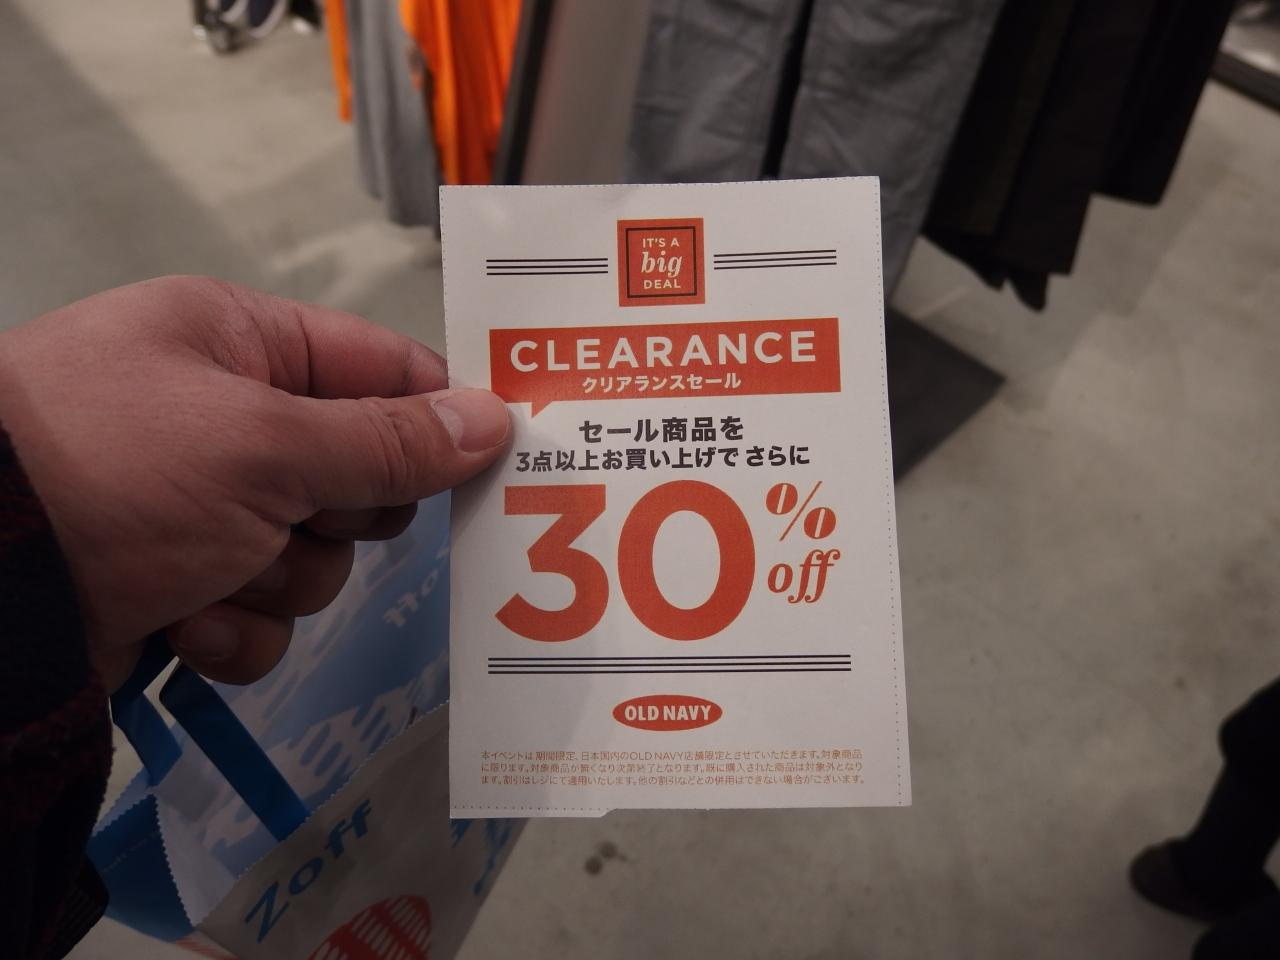 IT'S A
big
DEAL
CLEARANCE
クリアランスセール
セール商品を
3点以上お買い上げで さらに
30%
off
OLD NAVY
本イベントは期間限定、日本国内のOLD NAVY店舗限定とさせていただきます。対象商品
に限ります。対象商品が無くなり次第終了となります。既に購入された商品は対象外となり
ます。割引はレジにて適用いたします。他の割引などとの併用はできない場合がございます。
Zoff